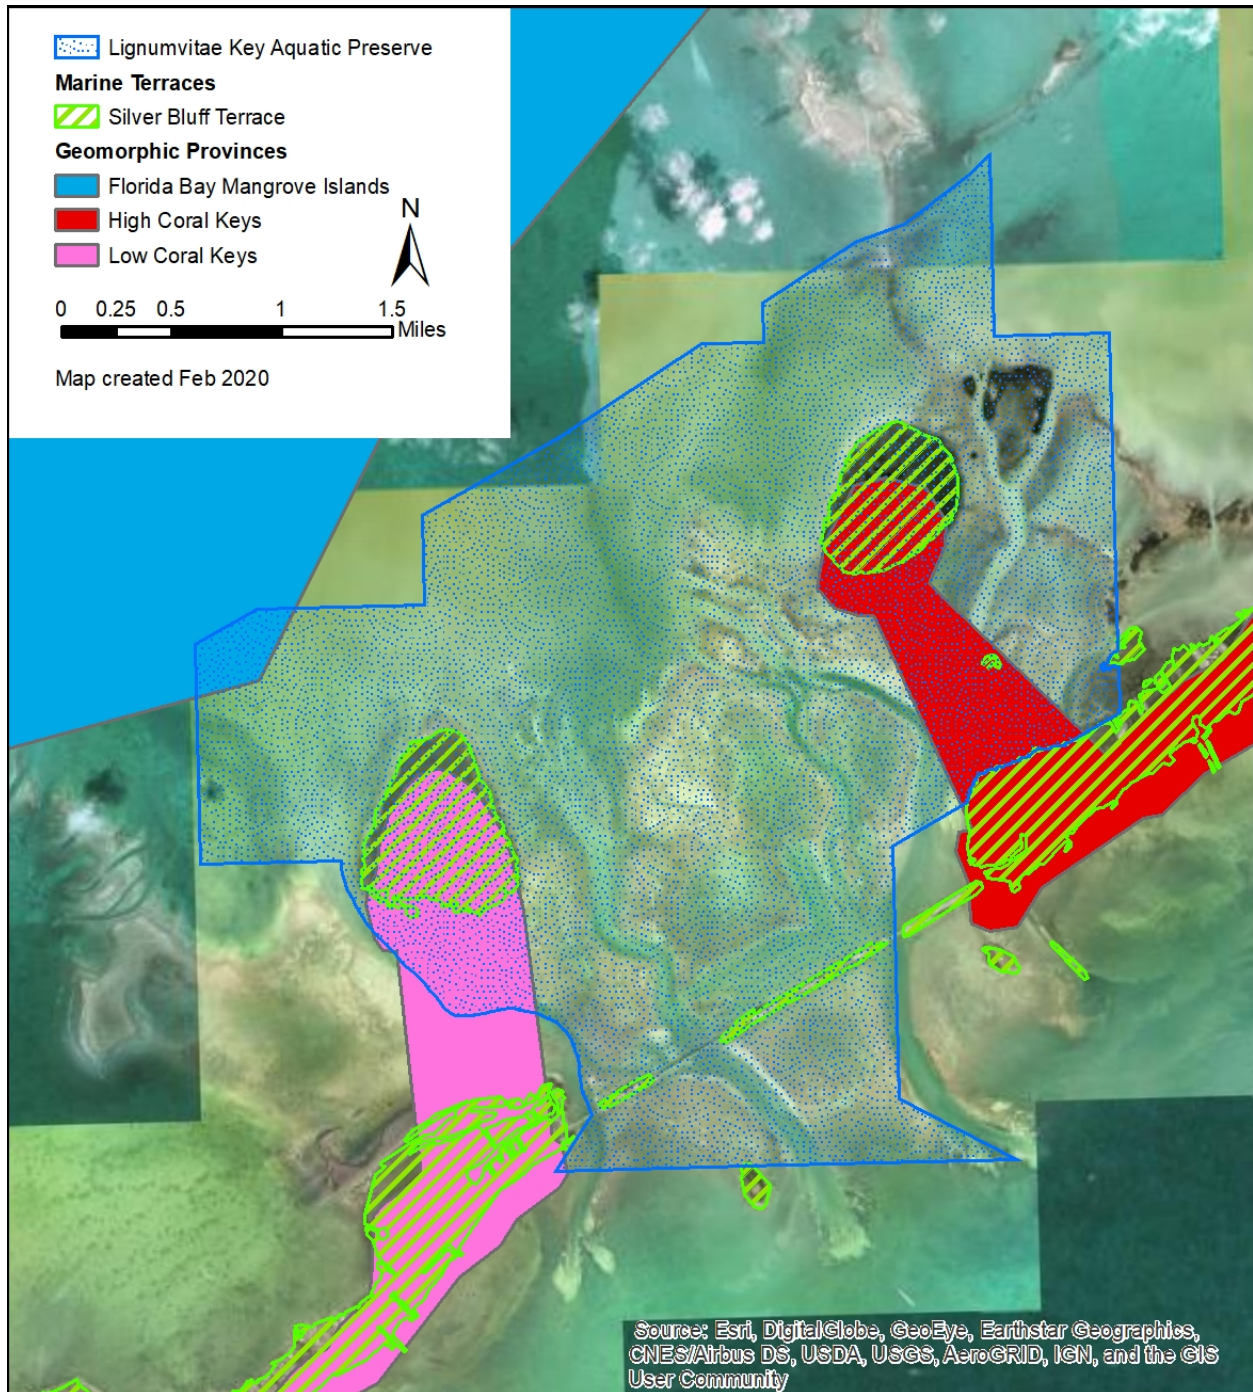 Lignumvitae Key Aquatic Preserve
Marine Terraces
Silver Bluff Terrace
Geomorphic Provinces
Florida Bay Mangrove Islands
High Coral Keys
Low Coral Keys
N
0 0.25 0.5 1 1.5
Miles
Map created Feb 2020
Source: Esri, DigitalGlobe, GeoEye, Earthstar Geographics,
CNES/Airbus DS, USDA, USGS, AeroGRID, IGN, and the GIS
User Community